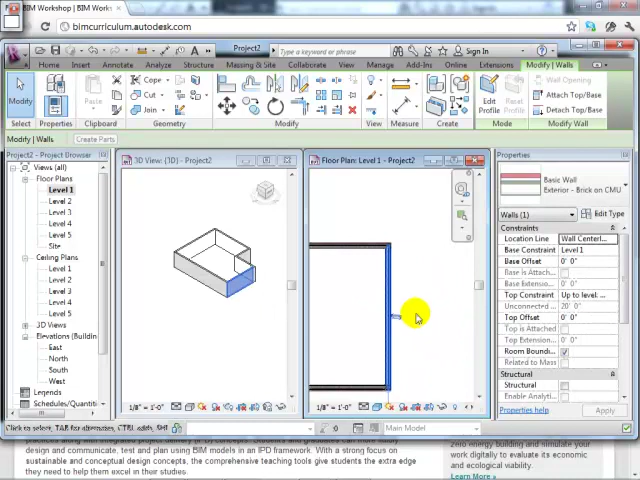 BIM Workshop | BIM Works
bimcurriculum.autodesk.com
Project2
Type a keyword or phrase
Sign In
Home Insert Annotate Analyze Structure Massing & Site Collaborate View Manage Add-Ins Extensions Modify | Walls
Modify
Properties
Paste
Cope
Cut
Join
Edit Profile
Reset Profile
Wall Opening
Attach Top/Base
Detach Top/Base
Select Properties Clipboard Geometry Modify View Measure Create Mode Modify Wall
Modify | Walls Create Parts
Project2 - Project Browser
Views (all)
Floor Plans
Level 1
Level 2
Level 3
Level 4
Level 5
Site
Ceiling Plans
Level 1
Level 2
Level 3
Level 4
Level 5
3D Views
Elevations (Buildin
East
North
South
West
Legends
Schedules/Quantiti
3D View: {3D} - Project2
1/8" = 1'-0"
Floor Plan: Level 1 - Project2
1/8" = 1'-0"
Properties
Basic Wall
Exterior - Brick on CMU
Walls (1) Edit Type
Constraints
Location Line Wall Centerl...
Base Constraint Level 1
Base Offset 0' 0"
Base is Attach...
Base Extensio...
Top Constraint Up to level: ...
Unconnected ... 20' 0"
Top Offset 0' 0"
Top is Attached
Top Extension... 0' 0"
Room Boundi...
Related to Mass
Structural
Structural
Enable Analyti...
Properties help Apply
Click to select, TAB for alternates, CTRL adds, SHI :0 Main Model
design and communicate, test and plan using BIM models in an IPD framework. With a strong focus on
sustainable and conceptual design concepts, the comprehensive teaching tools give students the extra edge
they need to help them excel in their studies.
zero energy building and simulate your
work digitally to evaluate its economic
and ecological viability.
Learn More »